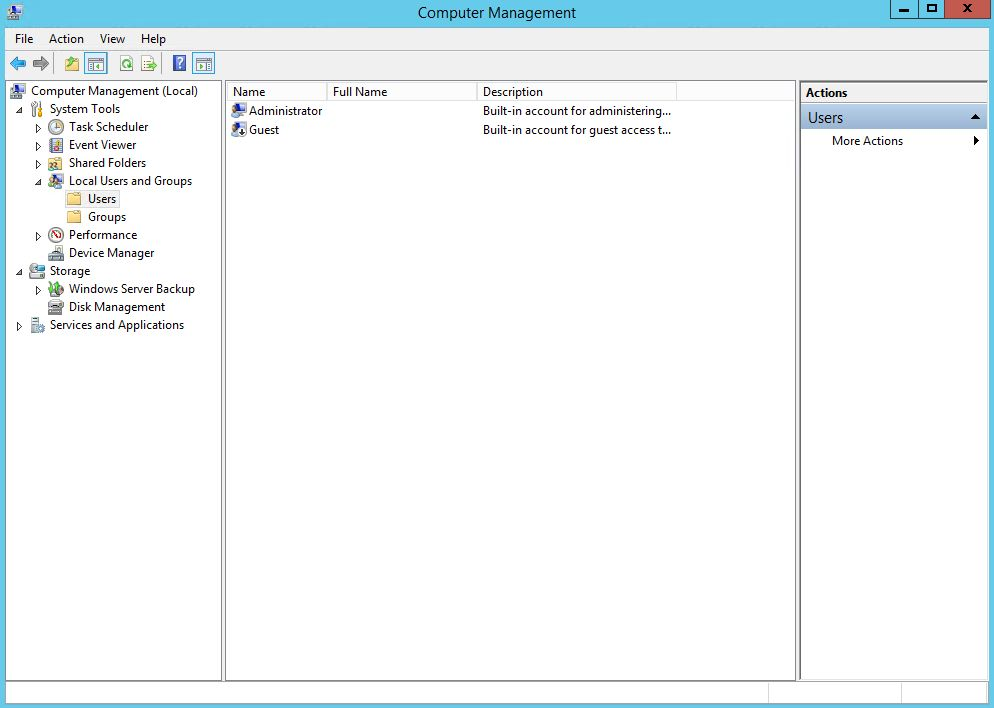 Computer Management
File Action View Help
Computer Management (Local)
System Tools
Task Scheduler
Event Viewer
Shared Folders
Local Users and Groups
Users
Groups
Performance
Device Manager
Storage
Windows Server Backup
Disk Management
Services and Applications
Name Full Name Description
Administrator Built-in account for administering...
Guest Built-in account for guest access t...
Actions
Users
More Actions